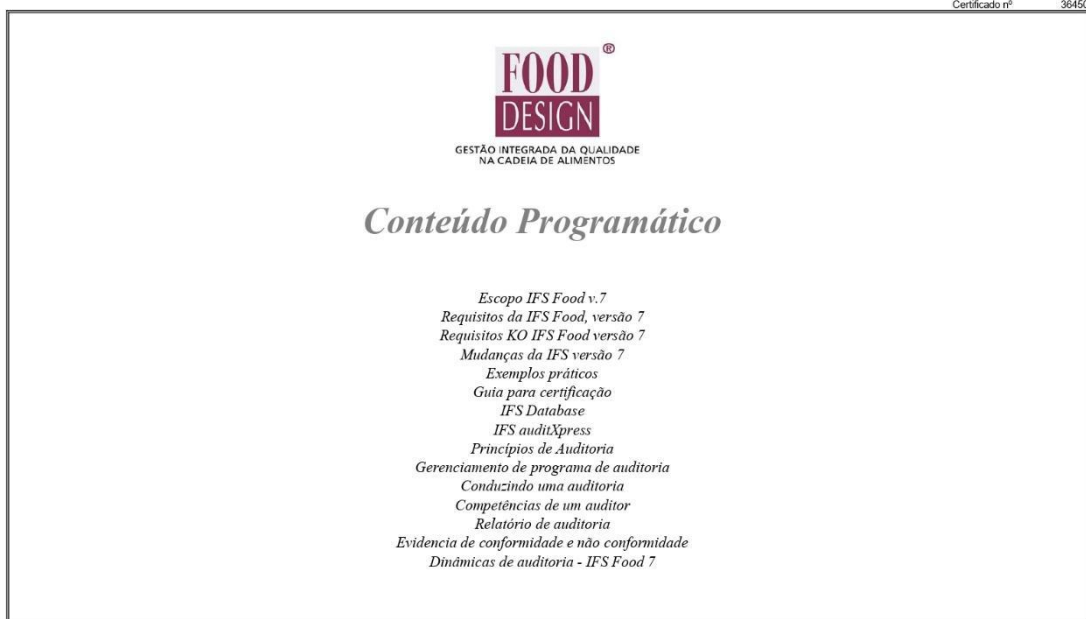 Certificado nº 36450
FOOD ®
DESIGN
GESTÃO INTEGRADA DA QUALIDADE
NA CADEIA DE ALIMENTOS
Conteúdo Programático
Escopo IFS Food v.7
Requisitos da IFS Food, versão 7
Requisitos KO IFS Food versão 7
Mudanças da IFS versão 7
Exemplos práticos
Guia para certificação
IFS Database
IFS auditXpress
Princípios de Auditoria
Gerenciamento de programa de auditoria
Conduzindo uma auditoria
Competências de um auditor
Relatório de auditoria
Evidencia de conformidade e não conformidade
Dinâmicas de auditoria - IFS Food 7